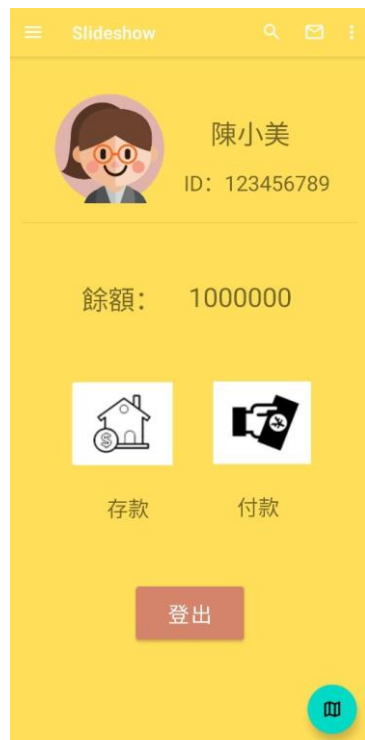 Slideshow
陳小美
ID：123456789
餘額： 1000000
存款 付款
登出